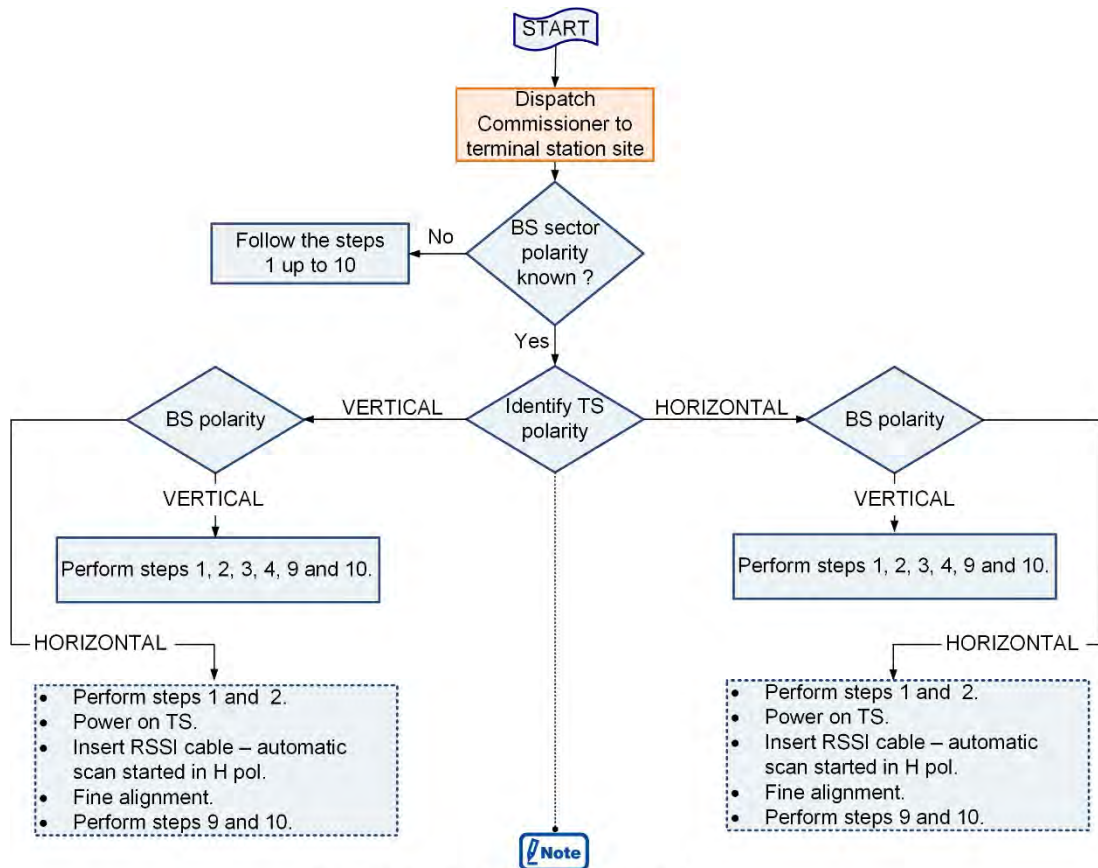 START
Dispatch
Commissioner to
terminal station site
BS sector
polarity
known ?
No
Follow the steps
1 up to 10
Yes
Identify TS
polarity
VERTICAL
HORIZONTAL
BS polarity
BS polarity
VERTICAL
VERTICAL
Perform steps 1, 2, 3, 4, 9 and 10.
Perform steps 1, 2, 3, 4, 9 and 10.
HORIZONTAL
HORIZONTAL
• Perform steps 1 and 2.
• Power on TS.
• Insert RSSI cable – automatic
scan started in H pol.
• Fine alignment.
• Perform steps 9 and 10.
• Perform steps 1 and 2.
• Power on TS.
• Insert RSSI cable – automatic
scan started in H pol.
• Fine alignment.
• Perform steps 9 and 10.
Note